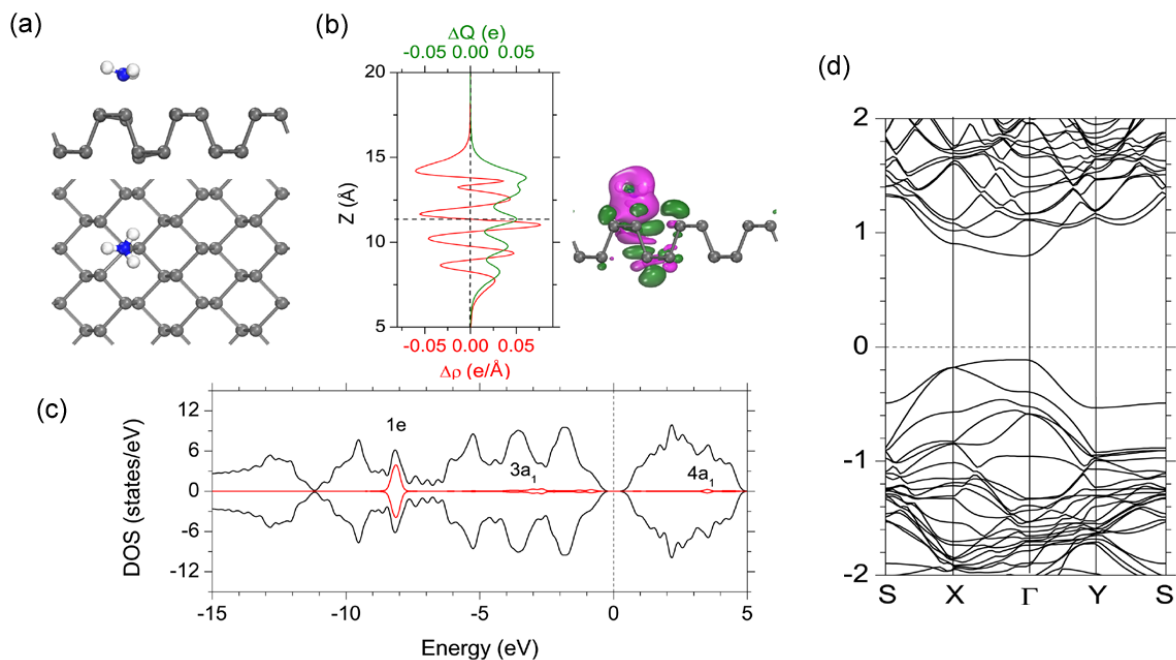 (a)
(b)
ΔQ (e)
-0.05 0.00 0.05
20
15
10
5
Z (Å)
-0.05 0.00 0.05
Δρ (e/Å)
(c)
12
6
0
-6
-12
DOS (states/eV)
1e
3a₁
4a₁
-15 -10 -5 0 5
Energy (eV)
(d)
2
1
0
-1
-2
S X Γ Y S